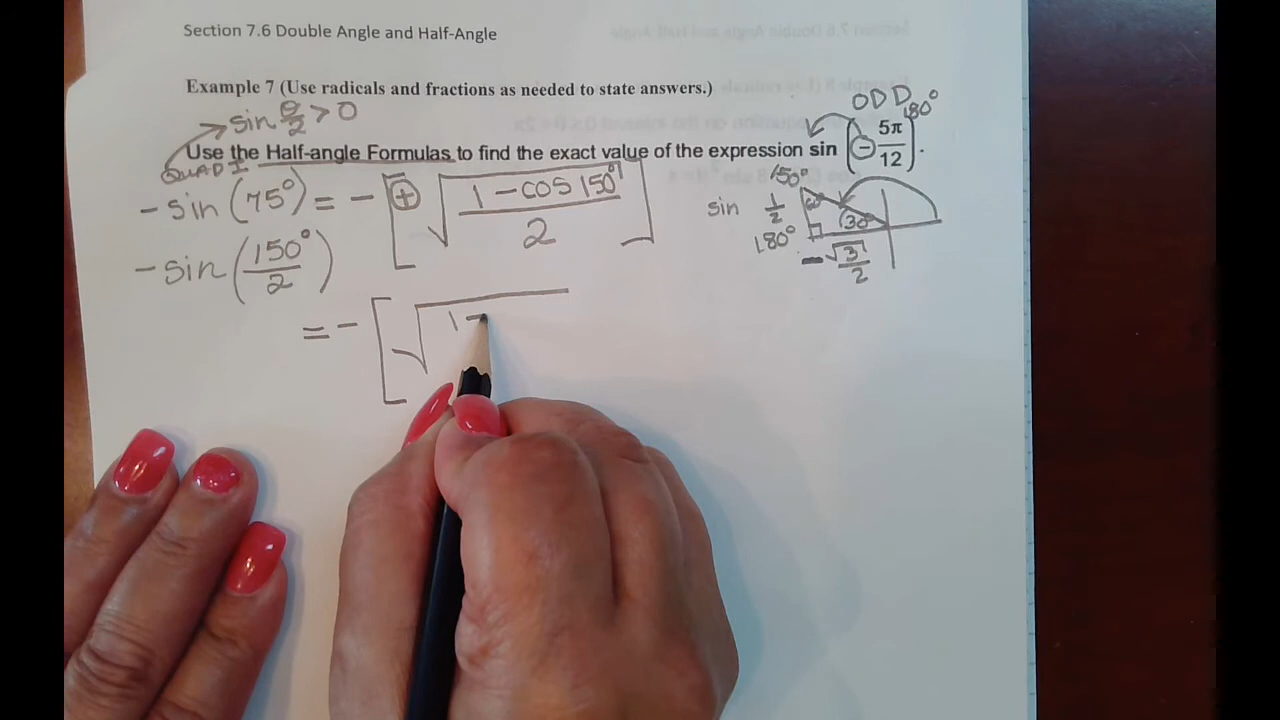 Section 7.6 Double Angle and Half-Angle
Example 7 (Use radicals and fractions as needed to state answers.)
sin θ/2 > 0
ODD
180°
Use the Half-angle Formulas to find the exact value of the expression sin (− 5π/12).
QUAD I
- sin (75°) = - [⊕ √((1 - cos 150°)/2)]
150°
sin 1/2
60°
30°
180°
- √3/2
- sin (150°/2)
= - [√(1 -